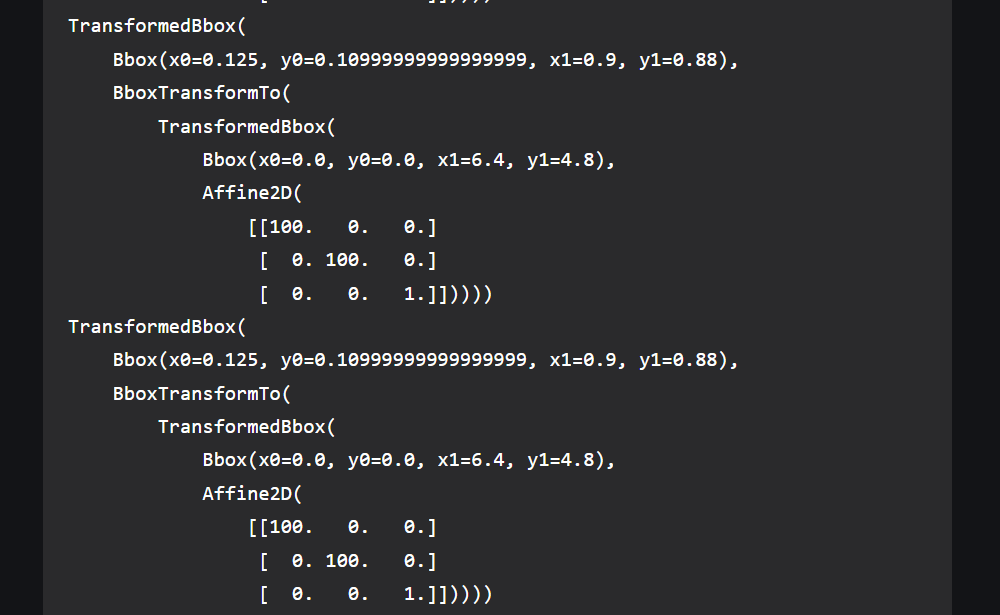 [    .    .    .]])))))
TransformedBbox(
    Bbox(x0=0.125, y0=0.10999999999999999, x1=0.9, y1=0.88),
    BboxTransformTo(
        TransformedBbox(
            Bbox(x0=0.0, y0=0.0, x1=6.4, y1=4.8),
            Affine2D(
                [[100.   0.   0.]
                 [  0. 100.   0.]
                 [  0.   0.   1.]])))))
TransformedBbox(
    Bbox(x0=0.125, y0=0.10999999999999999, x1=0.9, y1=0.88),
    BboxTransformTo(
        TransformedBbox(
            Bbox(x0=0.0, y0=0.0, x1=6.4, y1=4.8),
            Affine2D(
                [[100.   0.   0.]
                 [  0. 100.   0.]
                 [  0.   0.   1.]])))))